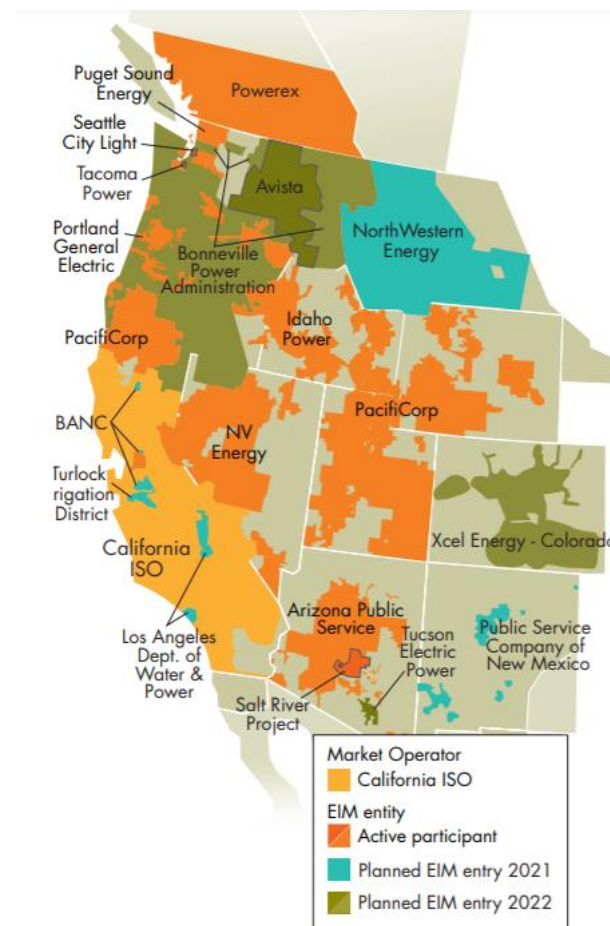 Puget Sound
Energy
Powerex
Seattle
City Light
Tacoma
Power
Avista
NorthWestern
Energy
Portland
General
Electric
Bonneville
Power
Administration
Idaho
Power
PacifiCorp
PacifiCorp
BANC
NV
Energy
Turlock
rigation
District
Xcel Energy - Colorado
California
ISO
Arizona Public
Service
Tucson
Electric
Power
Public Service
Company of
New Mexico
Los Angeles
Dept. of
Water &
Power
Salt River
Project
Market Operator
California ISO
EIM entity
Active participant
Planned EIM entry 2021
Planned EIM entry 2022